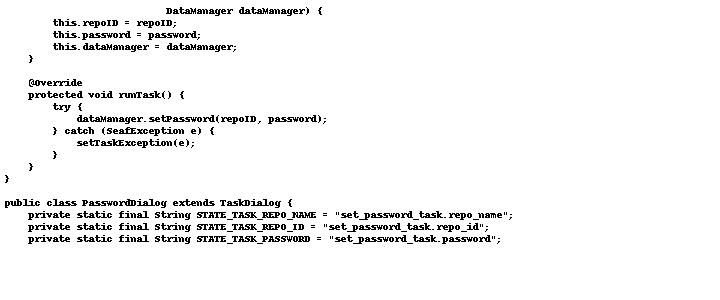 DataManager dataManager) {
this.repoID = repoID;
this.password = password;
this.dataManager = dataManager;
}
@Override
protected void runTask() {
try {
dataManager.setPassword(repoID, password);
} catch (SeafException e) {
setTaskException(e);
}
}
}
public class PasswordDialog extends TaskDialog {
private static final String STATE_TASK_REPO_NAME = "set_password_task.repo_name";
private static final String STATE_TASK_REPO_ID = "set_password_task.repo_id";
private static final String STATE_TASK_PASSWORD = "set_password_task.password";